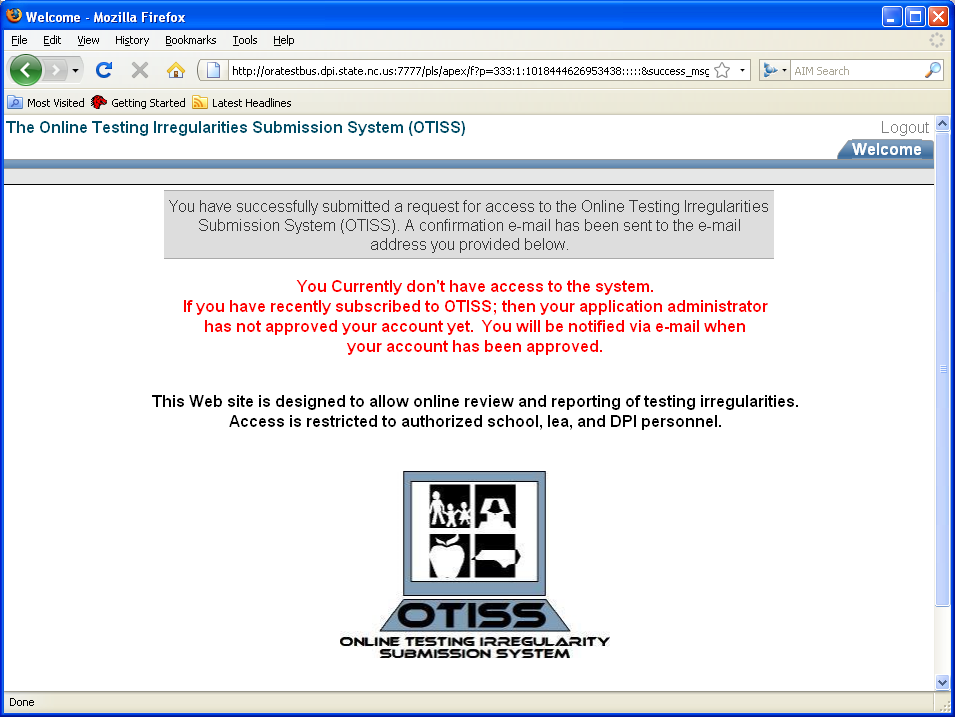 Welcome - Mozilla Firefox
File Edit View History Bookmarks Tools Help
http://oratestbus.dpi.state.nc.us:7777/pls/apex/f?p=333:1:1018444626953438:::::&success_msg
AIM Search
Most Visited Getting Started Latest Headlines
The Online Testing Irregularities Submission System (OTISS)
Logout
Welcome
You have successfully submitted a request for access to the Online Testing Irregularities
Submission System (OTISS). A confirmation e-mail has been sent to the e-mail
address you provided below.
You Currently don't have access to the system.
If you have recently subscribed to OTISS; then your application administrator
has not approved your account yet. You will be notified via e-mail when
your account has been approved.
This Web site is designed to allow online review and reporting of testing irregularities.
Access is restricted to authorized school, lea, and DPI personnel.
OTISS
ONLINE TESTING IRREGULARITY
SUBMISSION SYSTEM
Done